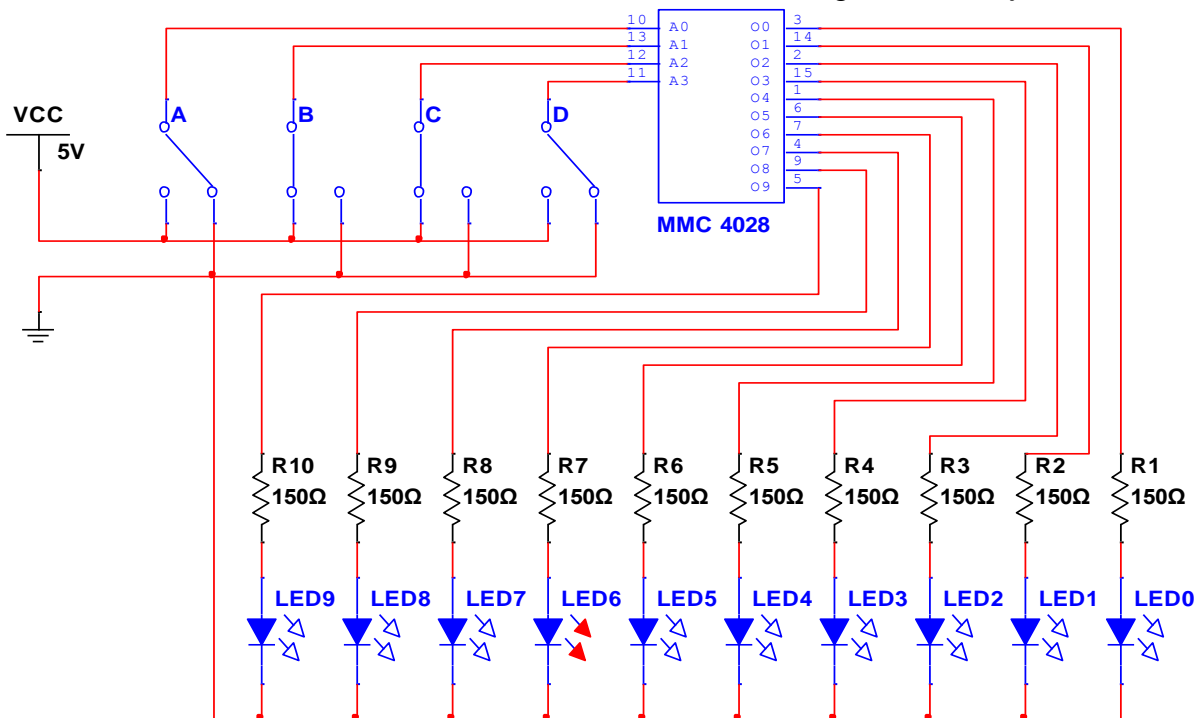 10 A0 O0 3
13 A1 O1 14
12 A2 O2 2
11 A3 O3 15
O4 1
O5 6
O6 7
O7 4
O8 9
O9 5
MMC 4028
VCC
5V
A B C D
R10 R9 R8 R7 R6 R5 R4 R3 R2 R1
150Ω 150Ω 150Ω 150Ω 150Ω 150Ω 150Ω 150Ω 150Ω 150Ω
LED9 LED8 LED7 LED6 LED5 LED4 LED3 LED2 LED1 LED0